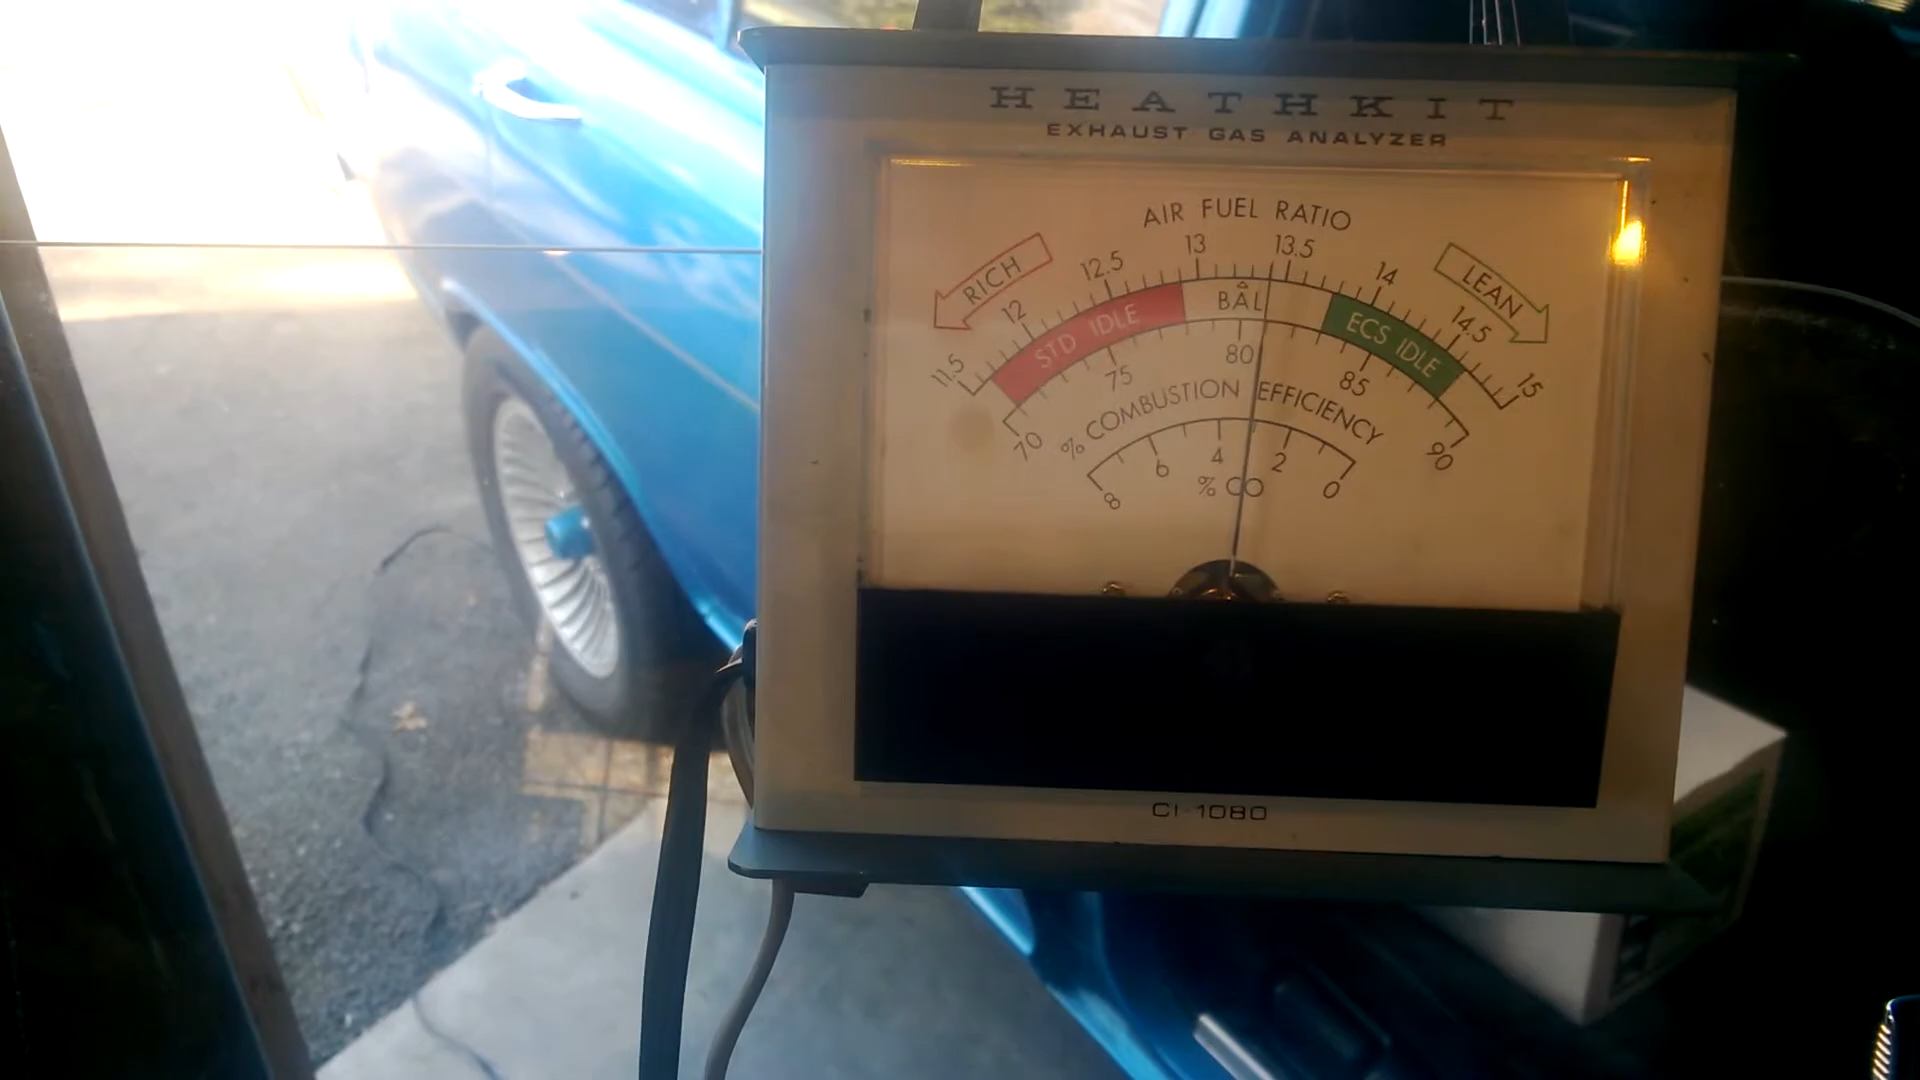 HEATHKIT
EXHAUST GAS ANALYZER
AIR FUEL RATIO
RICH
LEAN
11.5 12 12.5 13 13.5 14 14.5 15
STD IDLE
BAL
ECS IDLE
70 75 80 85 90
% COMBUSTION EFFICIENCY
8 6 4 2 0
% CO
CI-1080